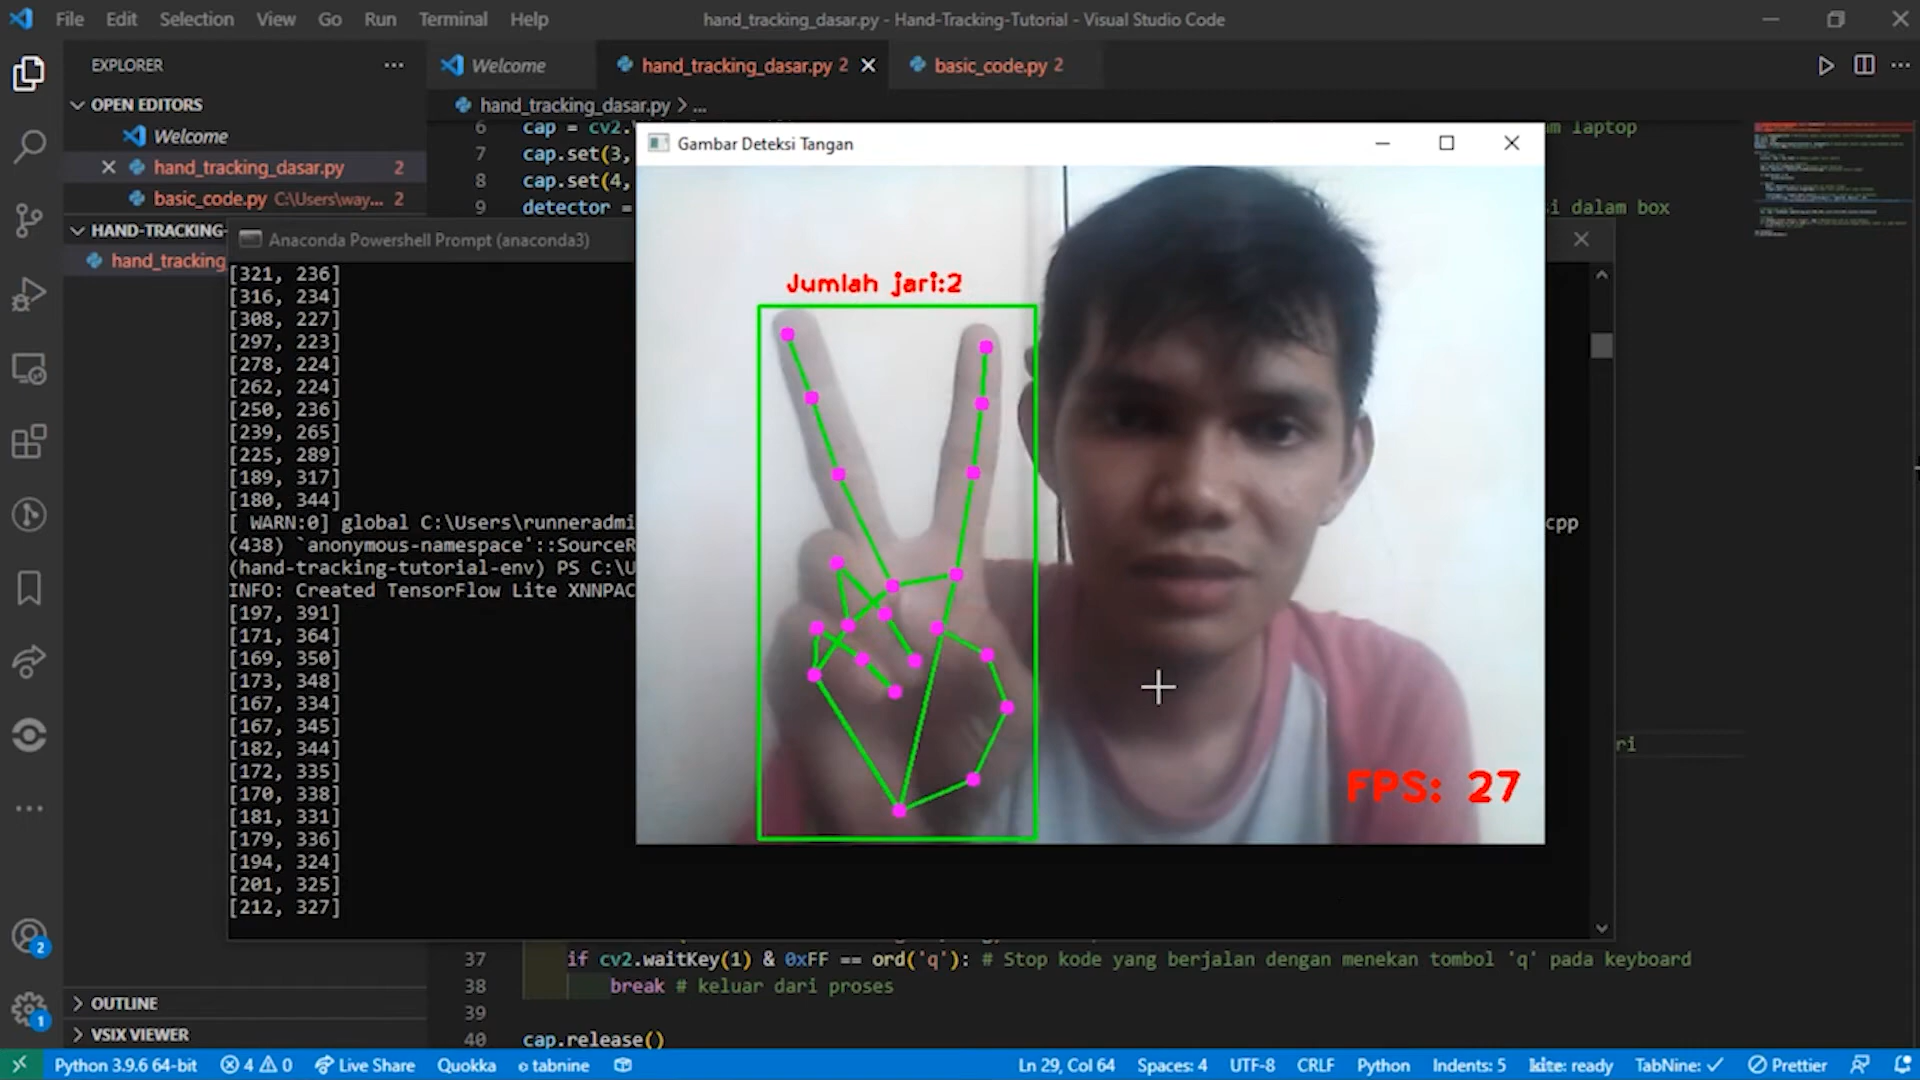 File Edit Selection View Go Run Terminal Help
hand_tracking_dasar.py - Hand-Tracking-Tutorial - Visual Studio Code
EXPLORER
Welcome
hand_tracking_dasar.py 2
basic_code.py 2
OPEN EDITORS
Welcome
hand_tracking_dasar.py 2
basic_code.py C:\Users\way... 2
HAND-TRACKING-
hand_tracking
hand_tracking_dasar.py > ...
6 cap = cv2.
laptop
7 cap.set(3,
8 cap.set(4,
9 detector =
dalam box
Gambar Deteksi Tangan
Anaconda Powershell Prompt (anaconda3)
[321, 236]
[316, 234]
[308, 227]
[297, 223]
[278, 224]
[262, 224]
[250, 236]
[239, 265]
[225, 289]
[189, 317]
[180, 344]
[ WARN:0] global C:\Users\runneradmi
cpp
(438) `anonymous-namespace'::SourceR
(hand-tracking-tutorial-env) PS C:\U
INFO: Created TensorFlow Lite XNNPAC
[197, 391]
[171, 364]
[169, 350]
[173, 348]
[167, 334]
[167, 345]
[182, 344]
[172, 335]
[170, 338]
[181, 331]
[179, 336]
[194, 324]
[201, 325]
[212, 327]
Jumlah jari:2
FPS: 27
ri
37 if cv2.waitKey(1) & 0xFF == ord('q'): # Stop kode yang berjalan dengan menekan tombol 'q' pada keyboard
38 break # keluar dari proses
39
40 cap.release()
OUTLINE
VSIX VIEWER
2
1
Python 3.9.6 64-bit 4 0 Live Share Quokka tabnine
Ln 29, Col 64 Spaces: 4 UTF-8 CRLF Python Indents: 5 kite: ready TabNine: ✓ Prettier